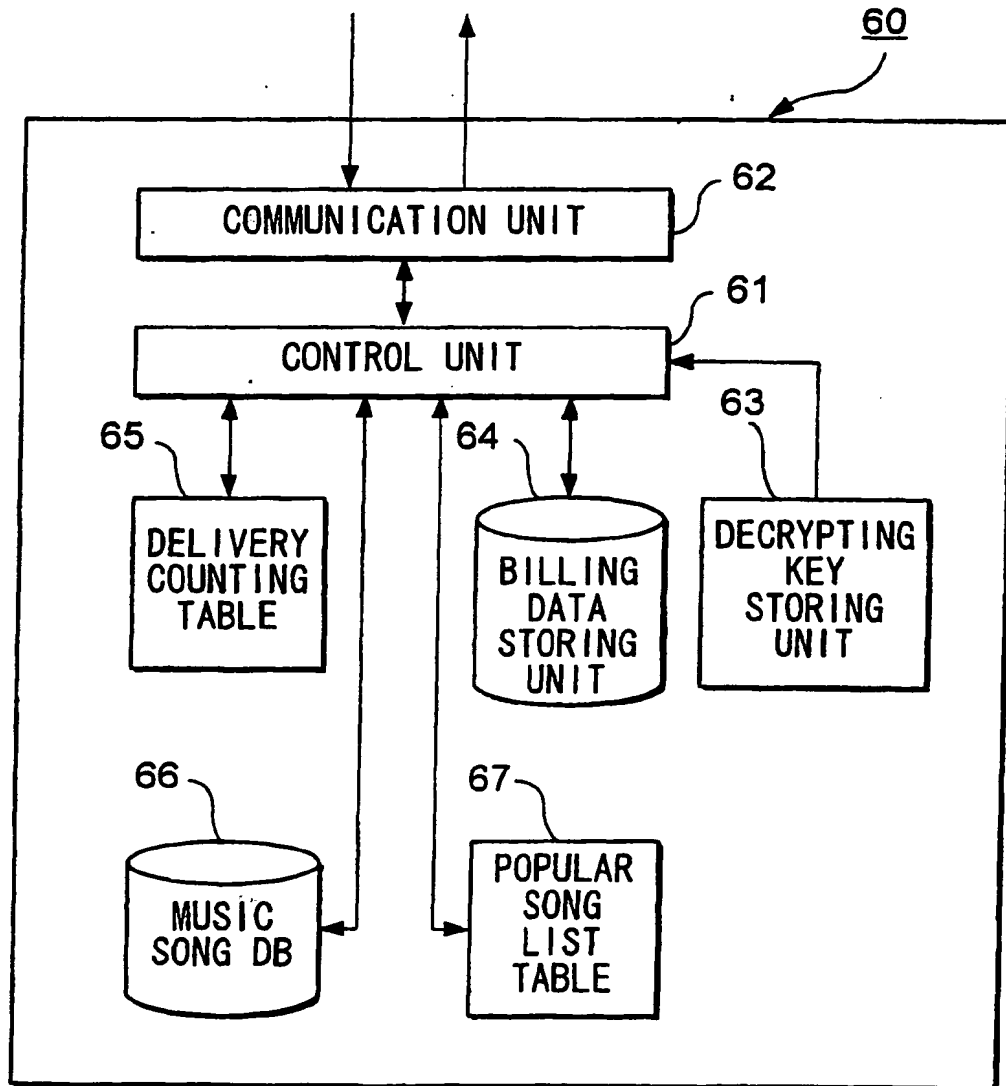 60
62
COMMUNICATION UNIT
61
CONTROL UNIT
65
64
63
DELIVERY
COUNTING
TABLE
BILLING
DATA
STORING
UNIT
DECRYPTING
KEY
STORING
UNIT
66
67
MUSIC
SONG DB
POPULAR
SONG
LIST
TABLE